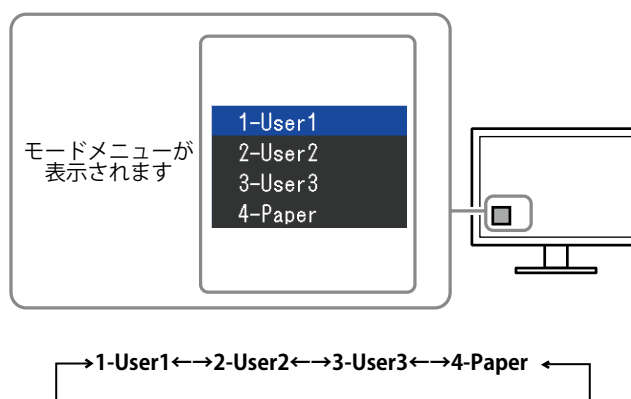 モードメニューが
表示されます
1-User1
2-User2
3-User3
4-Paper
→1-User1←→2-User2←→3-User3←→4-Paper ←